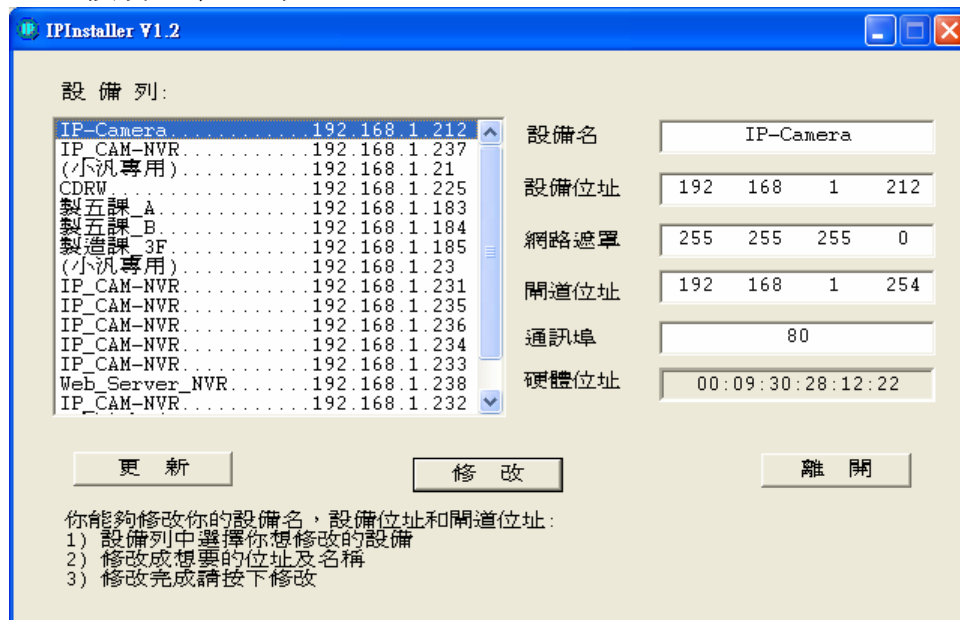 IPInstaller V1.2
設 備 列:
IP-Camera............192.168.1.212
IP_CAM-NVR...........192.168.1.237
(小汎專用)...........192.168.1.21
CDRW.................192.168.1.225
製五課_A.............192.168.1.183
製五課_B.............192.168.1.184
製造課_3F............192.168.1.185
(小汎專用)...........192.168.1.23
IP_CAM-NVR...........192.168.1.231
IP_CAM-NVR...........192.168.1.235
IP_CAM-NVR...........192.168.1.236
IP_CAM-NVR...........192.168.1.234
IP_CAM-NVR...........192.168.1.233
Web_Server_NVR.......192.168.1.238
IP_CAM-NVR...........192.168.1.232
設備名 IP-Camera
設備位址 192 168 1 212
網路遮罩 255 255 255 0
閘道位址 192 168 1 254
通訊埠 80
硬體位址 00:09:30:28:12:22
更 新 修 改 離 開
你能夠修改你的設備名，設備位址和閘道位址:
1) 設備列中選擇你想修改的設備
2) 修改成想要的位址及名稱
3) 修改完成請按下修改